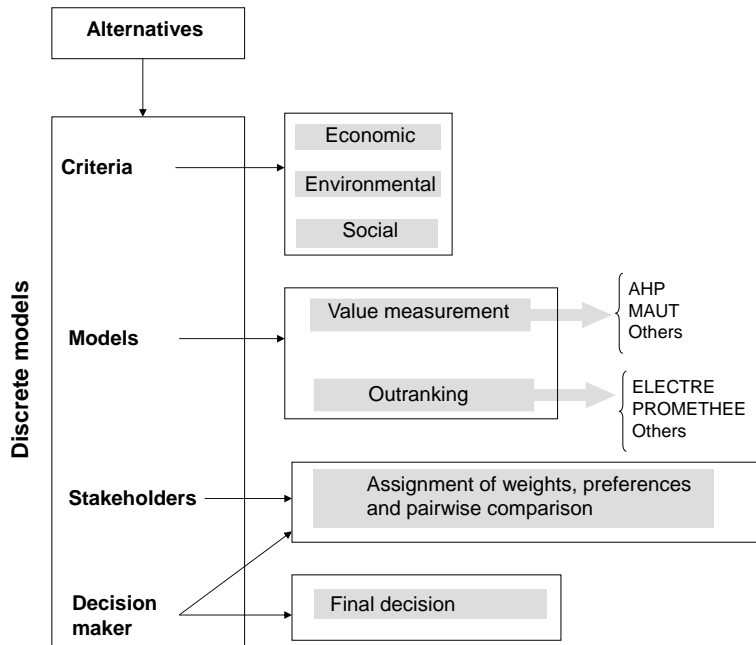 Alternatives
Discrete models
Criteria
Economic
Environmental
Social
Models
Value measurement
AHP
MAUT
Others
Outranking
ELECTRE
PROMETHEE
Others
Stakeholders
Assignment of weights, preferences
and pairwise comparison
Decision
maker
Final decision